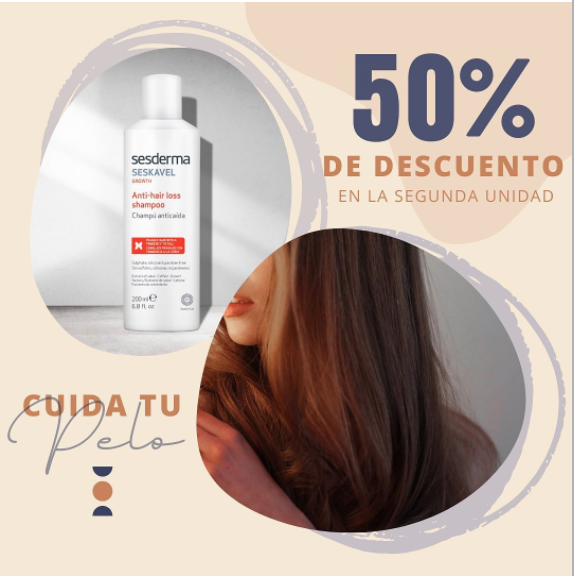 50%
DE DESCUENTO
EN LA SEGUNDA UNIDAD
sesderma
SESKAVEL
GROWTH
Anti-hair loss
shampoo
Champú anticaída
200 ml e
6.8 fl. oz
CUIDA TU
Pelo